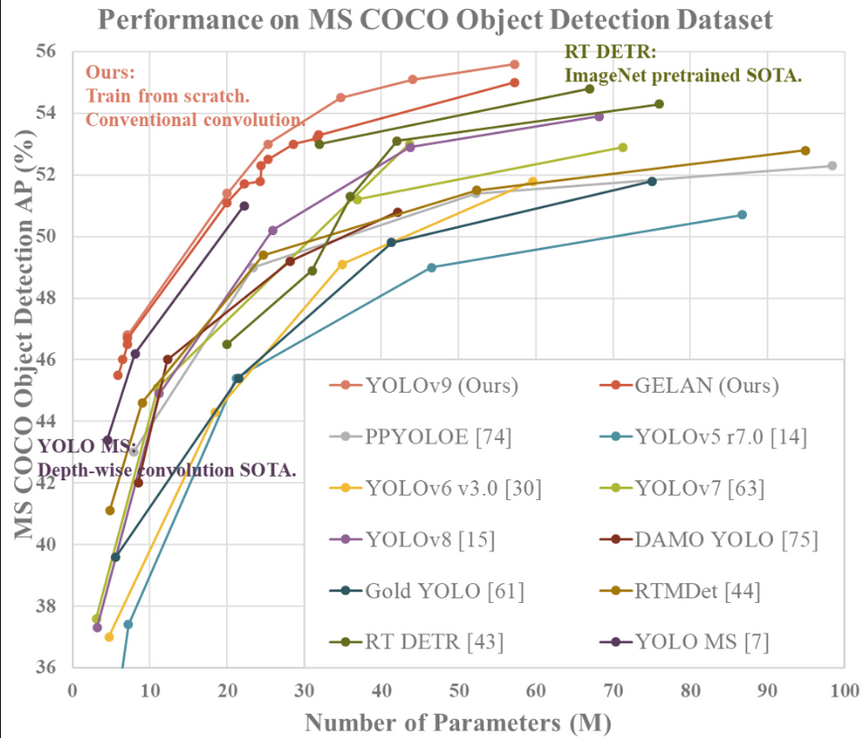 Performance on MS COCO Object Detection Dataset
MS COCO Object Detection AP (%)
56
54
52
50
48
46
44
42
40
38
36
Ours:
Train from scratch.
Conventional convolution.
RT DETR:
ImageNet pretrained SOTA.
YOLO MS:
Depth-wise convolution SOTA.
YOLOv9 (Ours)
GELAN (Ours)
PPYOLOE [74]
YOLOv5 r7.0 [14]
YOLOv6 v3.0 [30]
YOLOv7 [63]
YOLOv8 [15]
DAMO YOLO [75]
Gold YOLO [61]
RTMDet [44]
RT DETR [43]
YOLO MS [7]
0 10 20 30 40 50 60 70 80 90 100
Number of Parameters (M)